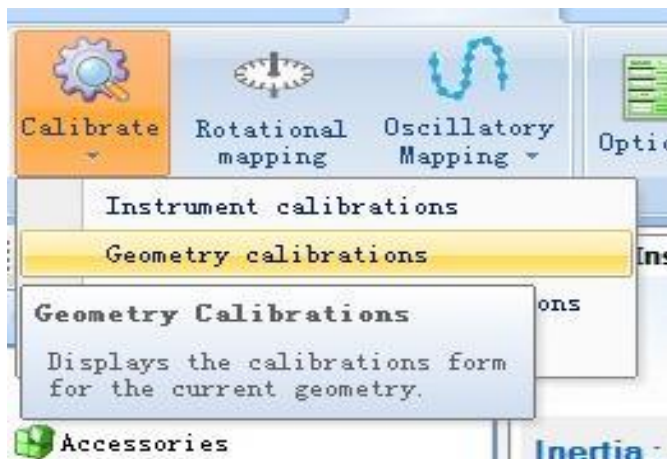 Calibrate
Rotational
mapping
Oscillatory
Mapping
Instrument calibrations
Geometry calibrations
ons
Geometry Calibrations
Displays the calibrations form
for the current geometry.
Accessories
Inertia